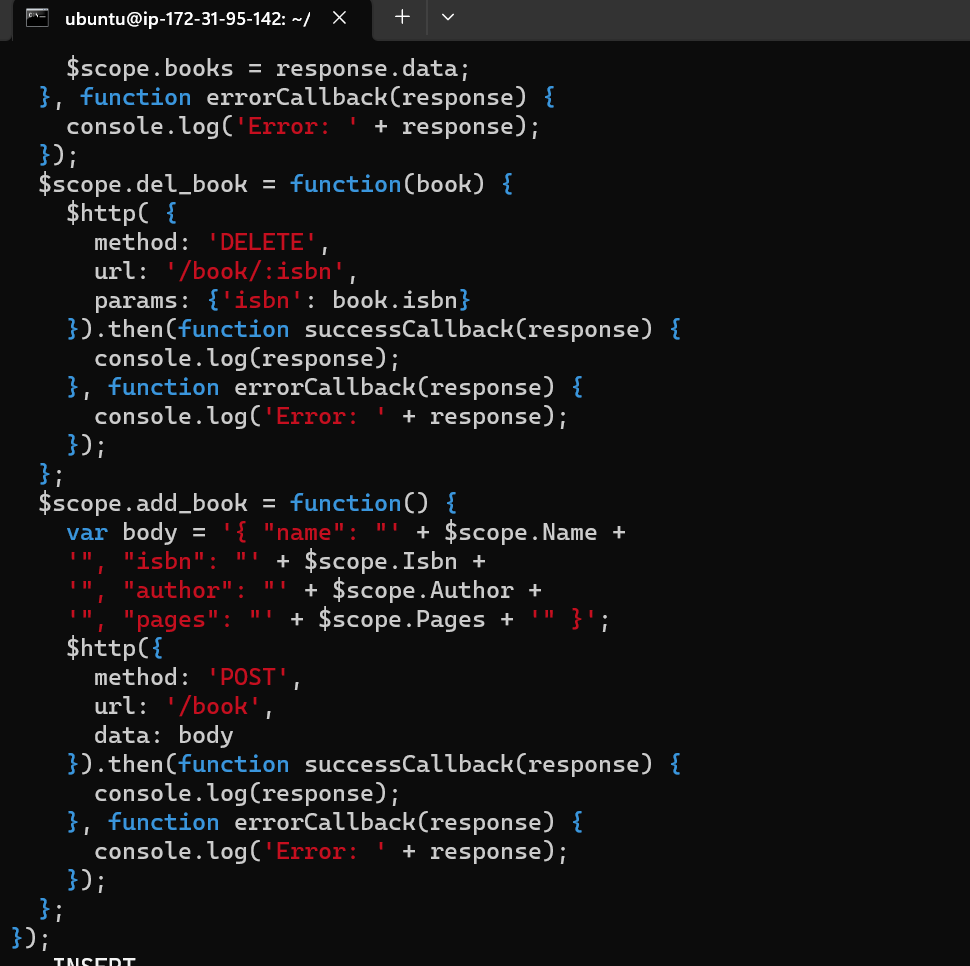 ubuntu@ip-172-31-95-142: ~/
    $scope.books = response.data;
  }, function errorCallback(response) {
    console.log('Error: ' + response);
  });
  $scope.del_book = function(book) {
    $http( {
      method: 'DELETE',
      url: '/book/:isbn',
      params: {'isbn': book.isbn}
    }).then(function successCallback(response) {
      console.log(response);
    }, function errorCallback(response) {
      console.log('Error: ' + response);
    });
  };
  $scope.add_book = function() {
    var body = '{ "name": "' + $scope.Name +
    '", "isbn": "' + $scope.Isbn +
    '", "author": "' + $scope.Author +
    '", "pages": "' + $scope.Pages + '" }';
    $http({
      method: 'POST',
      url: '/book',
      data: body
    }).then(function successCallback(response) {
      console.log(response);
    }, function errorCallback(response) {
      console.log('Error: ' + response);
    });
  };
});
INSERT